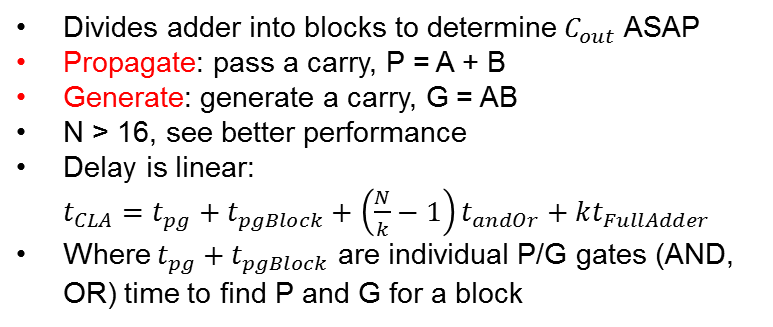 • Divides adder into blocks to determine $C_{out}$ ASAP
• Propagate: pass a carry, P = A + B
• Generate: generate a carry, G = AB
• N > 16, see better performance
• Delay is linear:
$t_{CLA} = t_{pg} + t_{pgBlock} + \left(\frac{N}{k} - 1\right) t_{andOr} + kt_{FullAdder}$
• Where $t_{pg} + t_{pgBlock}$ are individual P/G gates (AND,
OR) time to find P and G for a block